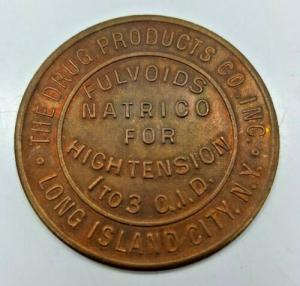 THE DRUG PRODUCTS CO. INC.
LONG ISLAND CITY, N.Y.
FULVOIDS
NATRICO
FOR
HIGH TENSION
1 TO 3 Q.I.D.